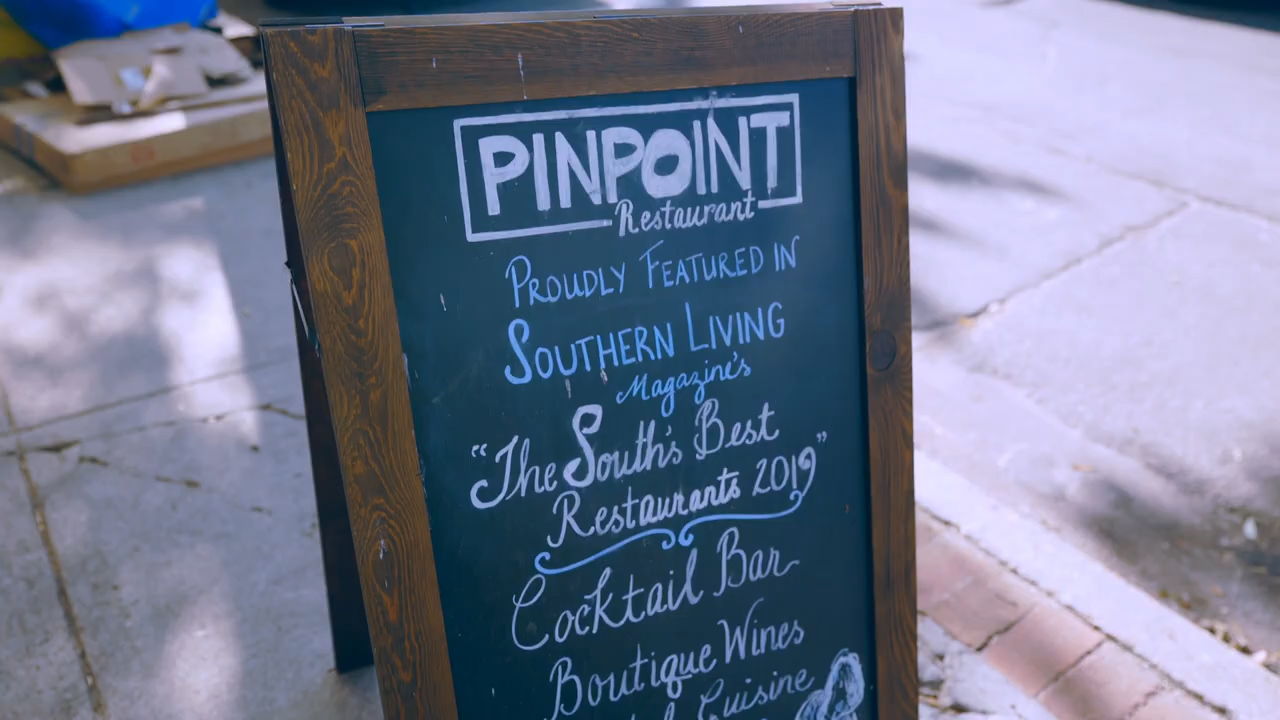 PINPOINT
Restaurant
PROUDLY FEATURED IN
SOUTHERN LIVING
Magazine's
"The South's Best
Restaurants 2019"
Cocktail Bar
Boutique Wines
Cuisine